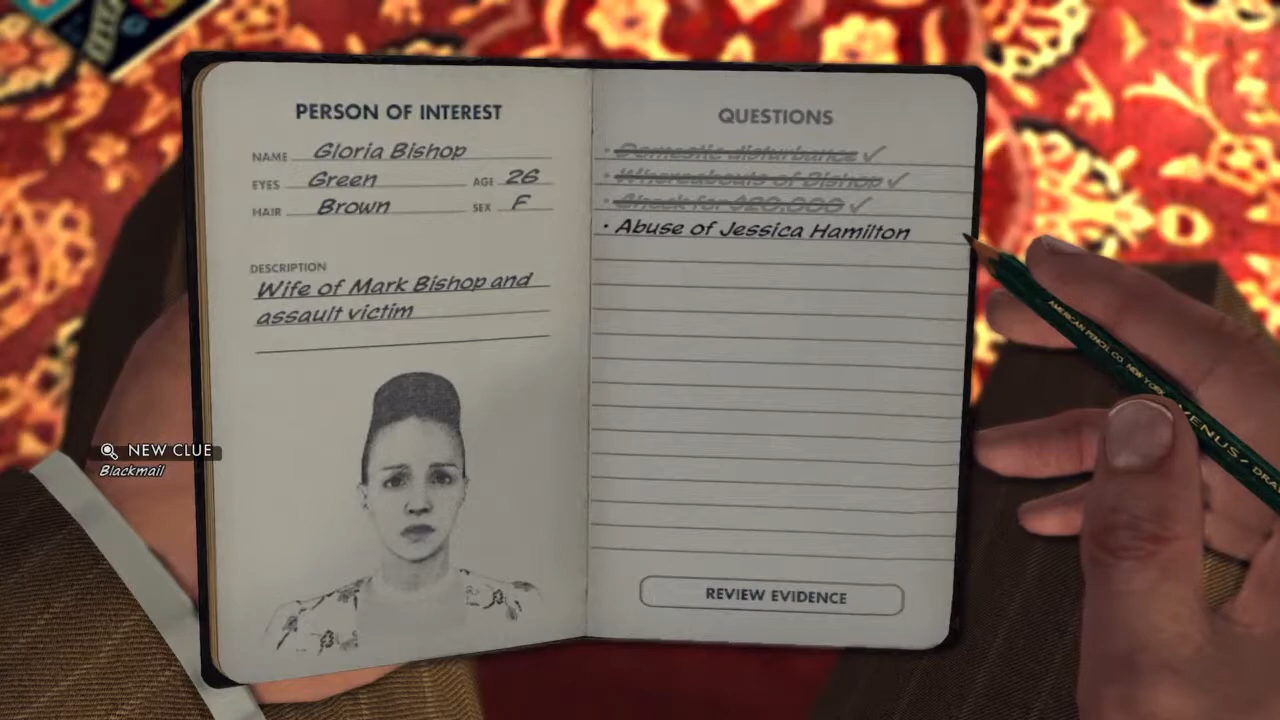 PERSON OF INTEREST
NAME Gloria Bishop
EYES Green AGE 26
HAIR Brown SEX F
DESCRIPTION
Wife of Mark Bishop and
assault victim
NEW CLUE
Blackmail
QUESTIONS
· Domestic disturbance ✓
· Whereabouts of Bishop ✓
· Check for $20,000 ✓
· Abuse of Jessica Hamilton
REVIEW EVIDENCE
AMERICAN PENCIL CO. NEW YORK
VENUS